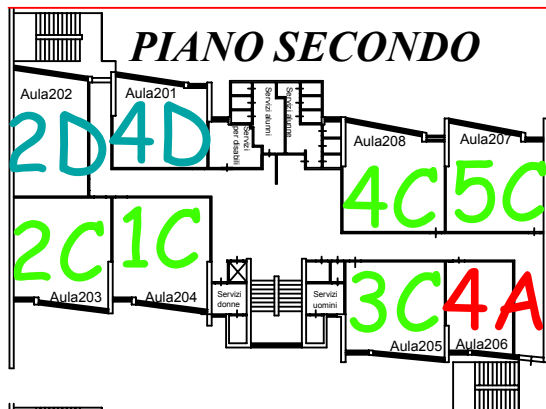 PIANO SECONDO
Aula202
2D
Aula201
4D
Servizi
per disabili
Servizi alunni
Servizi alunne
Aula208
4C
Aula207
5C
2C
Aula203
1C
Aula204
Servizi
donne
Servizi
uomini
3C
Aula205
4A
Aula206